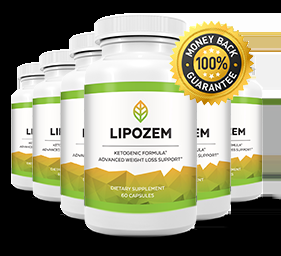 MONEY BACK
100%
GUARANTEE
LIPOZEM
KETOGENIC FORMULA*
ADVANCED WEIGHT LOSS SUPPORT*
DIETARY SUPPLEMENT
60 CAPSULES